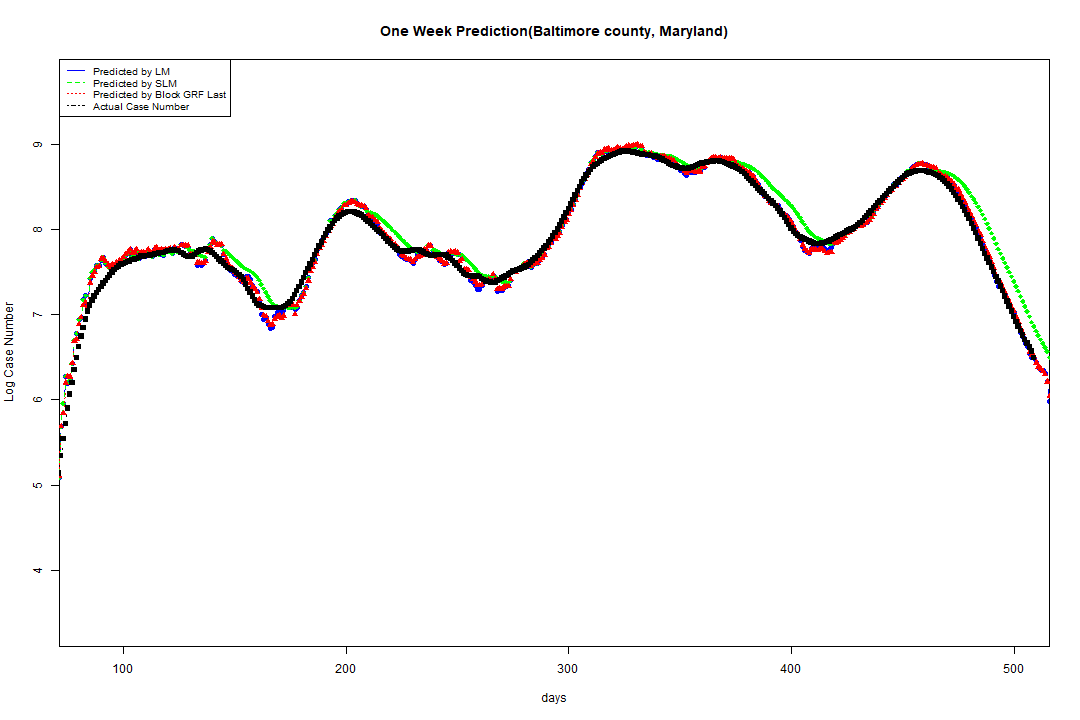 One Week Prediction(Baltimore county, Maryland)
Predicted by LM
Predicted by SLM
Predicted by Block GRF Last
Actual Case Number
9
8
7
6
5
4
Log Case Number
100 200 300 400 500
days